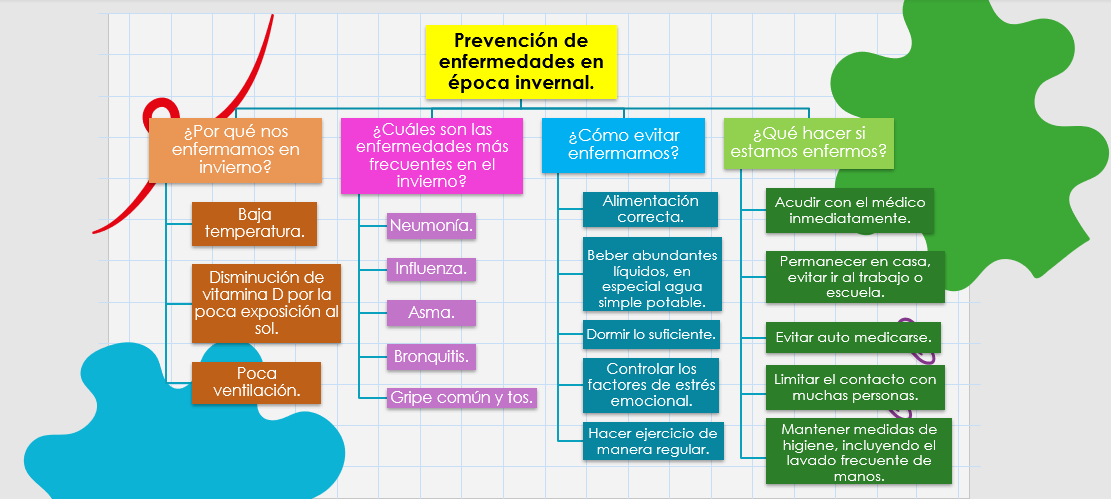 Prevención de
enfermedades en
época invernal.
¿Por qué nos
enfermamos en
invierno?
Baja
temperatura.
Disminución de
vitamina D por la
poca exposición al
sol.
Poca
ventilación.
¿Cuáles son las
enfermedades más
frecuentes en el
invierno?
Neumonía.
Influenza.
Asma.
Bronquitis.
Gripe común y tos.
¿Cómo evitar
enfermarnos?
Alimentación
correcta.
Beber abundantes
líquidos, en
especial agua
simple potable.
Dormir lo suficiente.
Controlar los
factores de estrés
emocional.
Hacer ejercicio de
manera regular.
¿Qué hacer si
estamos enfermos?
Acudir con el médico
inmediatamente.
Permanecer en casa,
evitar ir al trabajo o
escuela.
Evitar auto medicarse.
Limitar el contacto con
muchas personas.
Mantener medidas de
higiene, incluyendo el
lavado frecuente de
manos.